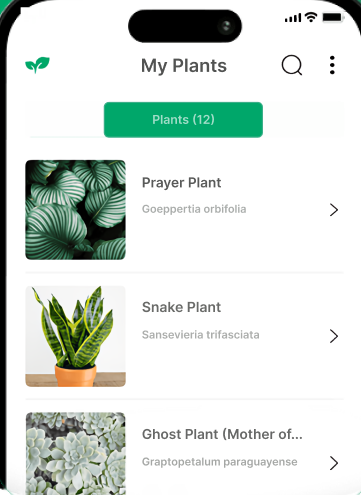 My Plants
Plants (12)
Prayer Plant
Goeppertia orbifolia
Snake Plant
Sansevieria trifasciata
Ghost Plant (Mother of...
Graptopetalum paraguayense